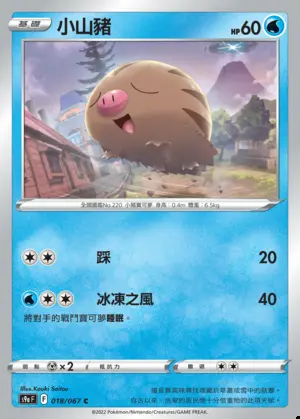 基礎 小山豬 HP60
全國圖鑑No.220 小豬寶可夢 身高:0.4m 體重:6.5kg
踩 20
冰凍之風 40
將對手的戰鬥寶可夢睡眠。
弱點 ×2 抵抗力 撤退
Illus. Kouki Saitou
s9a F F 018/067 C
©2022 Pokémon/Nintendo/Creatures/GAME FREAK.